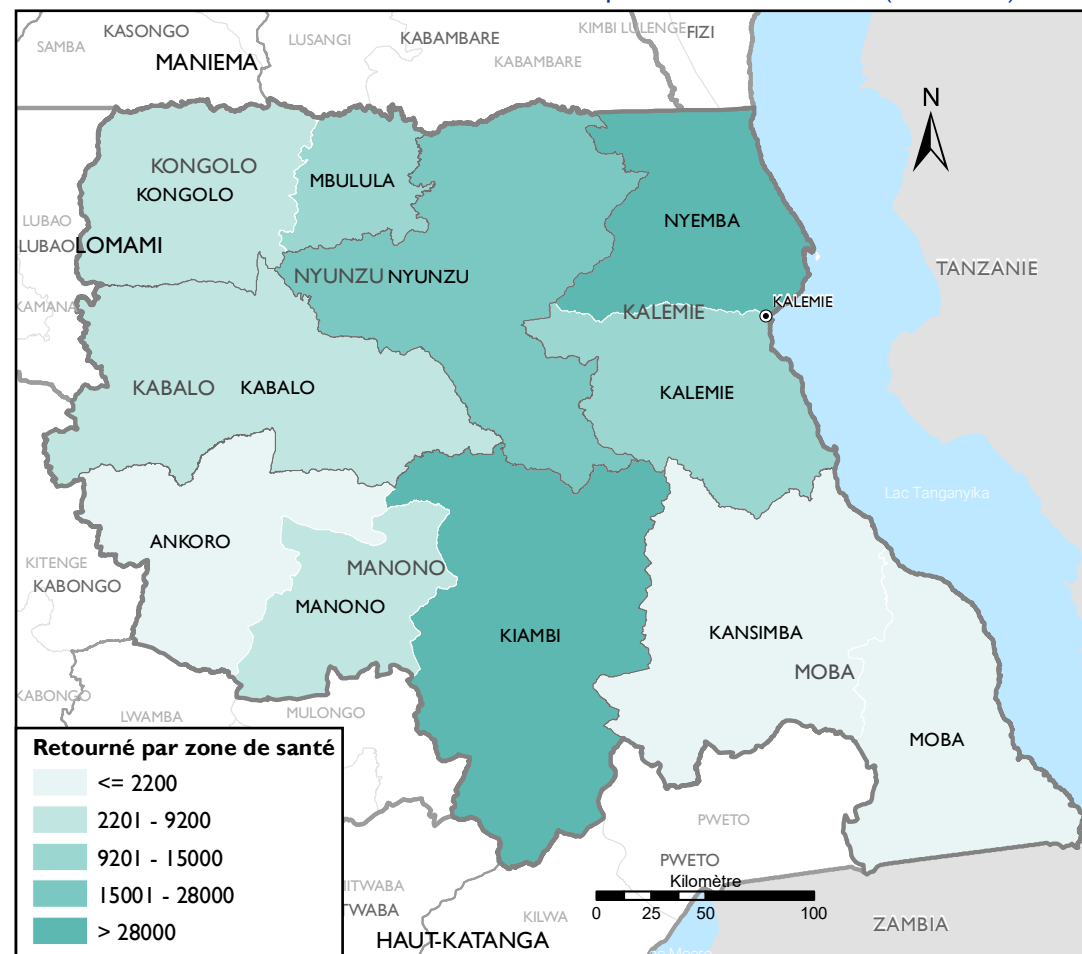 KASONGO
SAMBA
MANIEMA
LUSANGI
KABAMBARE
KABAMBARE
KIMBI LULENGE
FIZI
N
KONGOLO
KONGOLO
MBULULA
NYEMBA
LUBAO
LUBAO
LOMAMI
NYUNZU
NYUNZU
TANZANIE
KAMANA
KALEMIE
KALEMIE
KABALO
KABALO
KALEMIE
Lac Tanganyika
ANKORO
KITENGE
KABONGO
MANONO
MANONO
KIAMBI
KANSIMBA
MOBA
KABONGO
LWAMBA
MULONGO
MOBA
Retourné par zone de santé
<= 2200
2201 - 9200
9201 - 15000
15001 - 28000
> 28000
PWETO
PWETO
Kilomètre
0 25 50 100
KILWA
HAUT-KATANGA
ZAMBIA